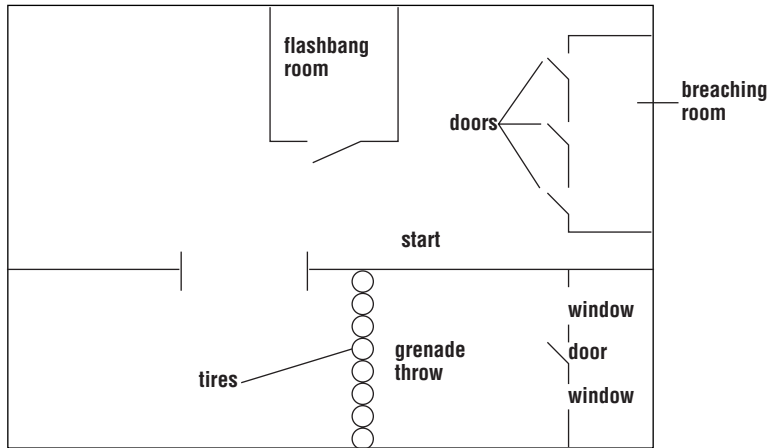 flashbang
room
breaching
room
doors
start
window
grenade
throw
door
tires
window